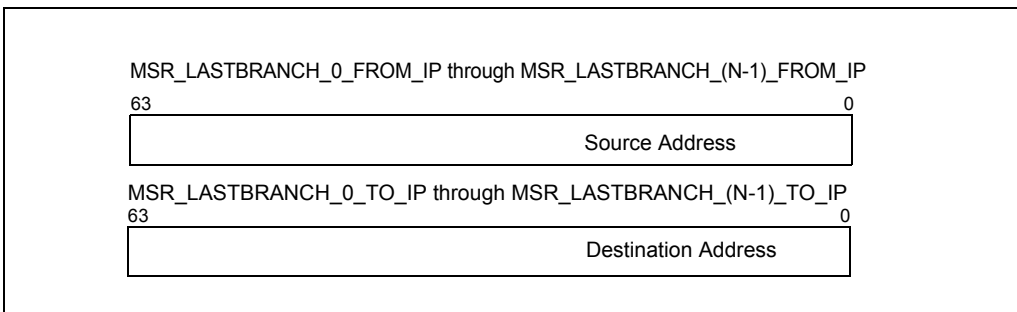 MSR_LASTBRANCH_0_FROM_IP through MSR_LASTBRANCH_(N-1)_FROM_IP
63 0
Source Address
MSR_LASTBRANCH_0_TO_IP through MSR_LASTBRANCH_(N-1)_TO_IP
63 0
Destination Address